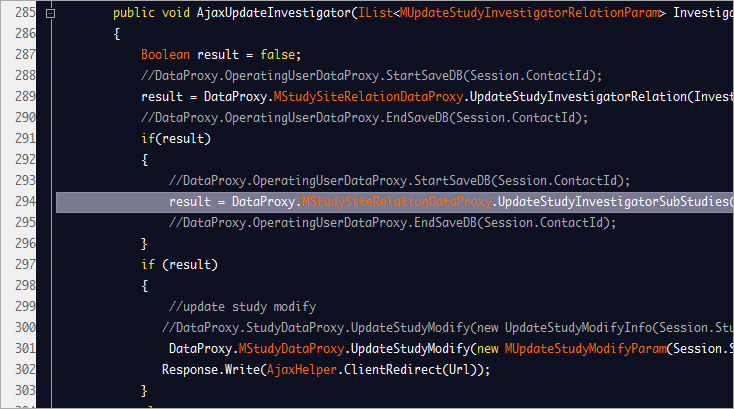 285 public void AjaxUpdateInvestigator(IList<MUpdateStudyInvestigatorRelationParam> Investiga
286 {
287 Boolean result = false;
288 //DataProxy.OperatingUserDataProxy.StartSaveDB(Session.ContactId);
289 result = DataProxy.MStudySiteRelationDataProxy.UpdateStudyInvestigatorRelation(Invest
290 //DataProxy.OperatingUserDataProxy.EndSaveDB(Session.ContactId);
291 if(result)
292 {
293 //DataProxy.OperatingUserDataProxy.StartSaveDB(Session.ContactId);
294 result = DataProxy.MStudySiteRelationDataProxy.UpdateStudyInvestigatorSubStudies(
295 //DataProxy.OperatingUserDataProxy.EndSaveDB(Session.ContactId);
296 }
297 if (result)
298 {
299 //update study modify
300 //DataProxy.StudyDataProxy.UpdateStudyModify(new UpdateStudyModifyInfo(Session.Stu
301 DataProxy.MStudyDataProxy.UpdateStudyModify(new MUpdateStudyModifyParam(Session.S
302 Response.Write(AjaxHelper.ClientRedirect(Url));
303 }